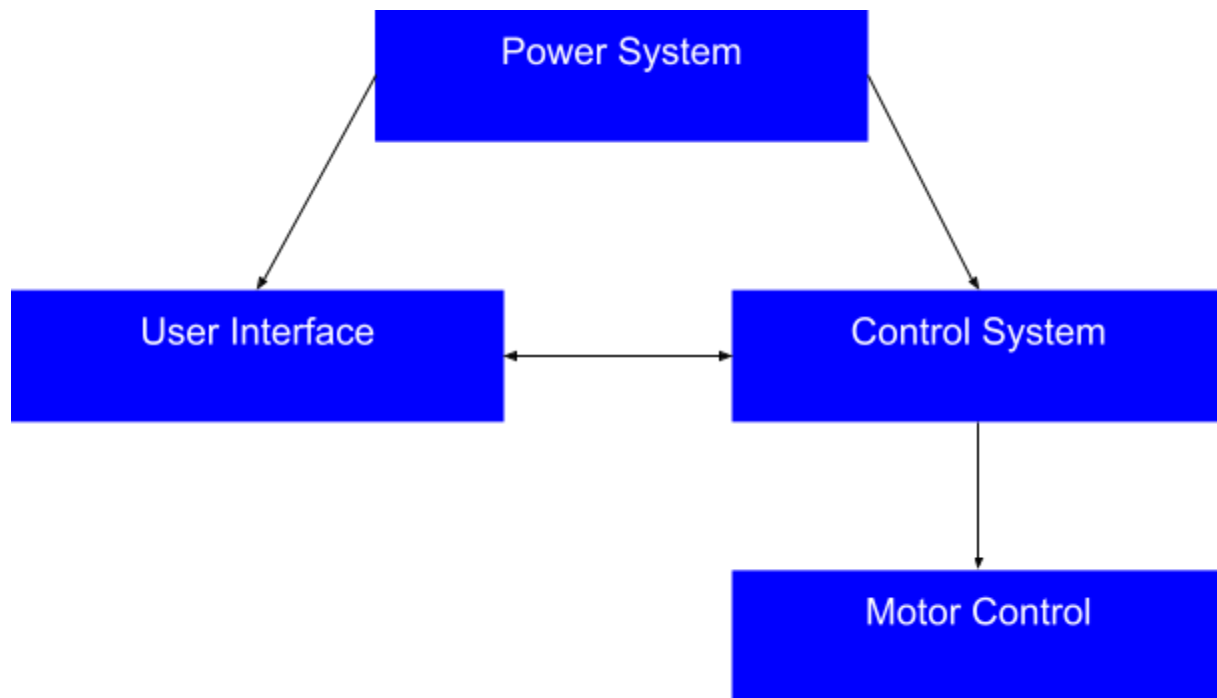 Power System
User Interface
Control System
Motor Control